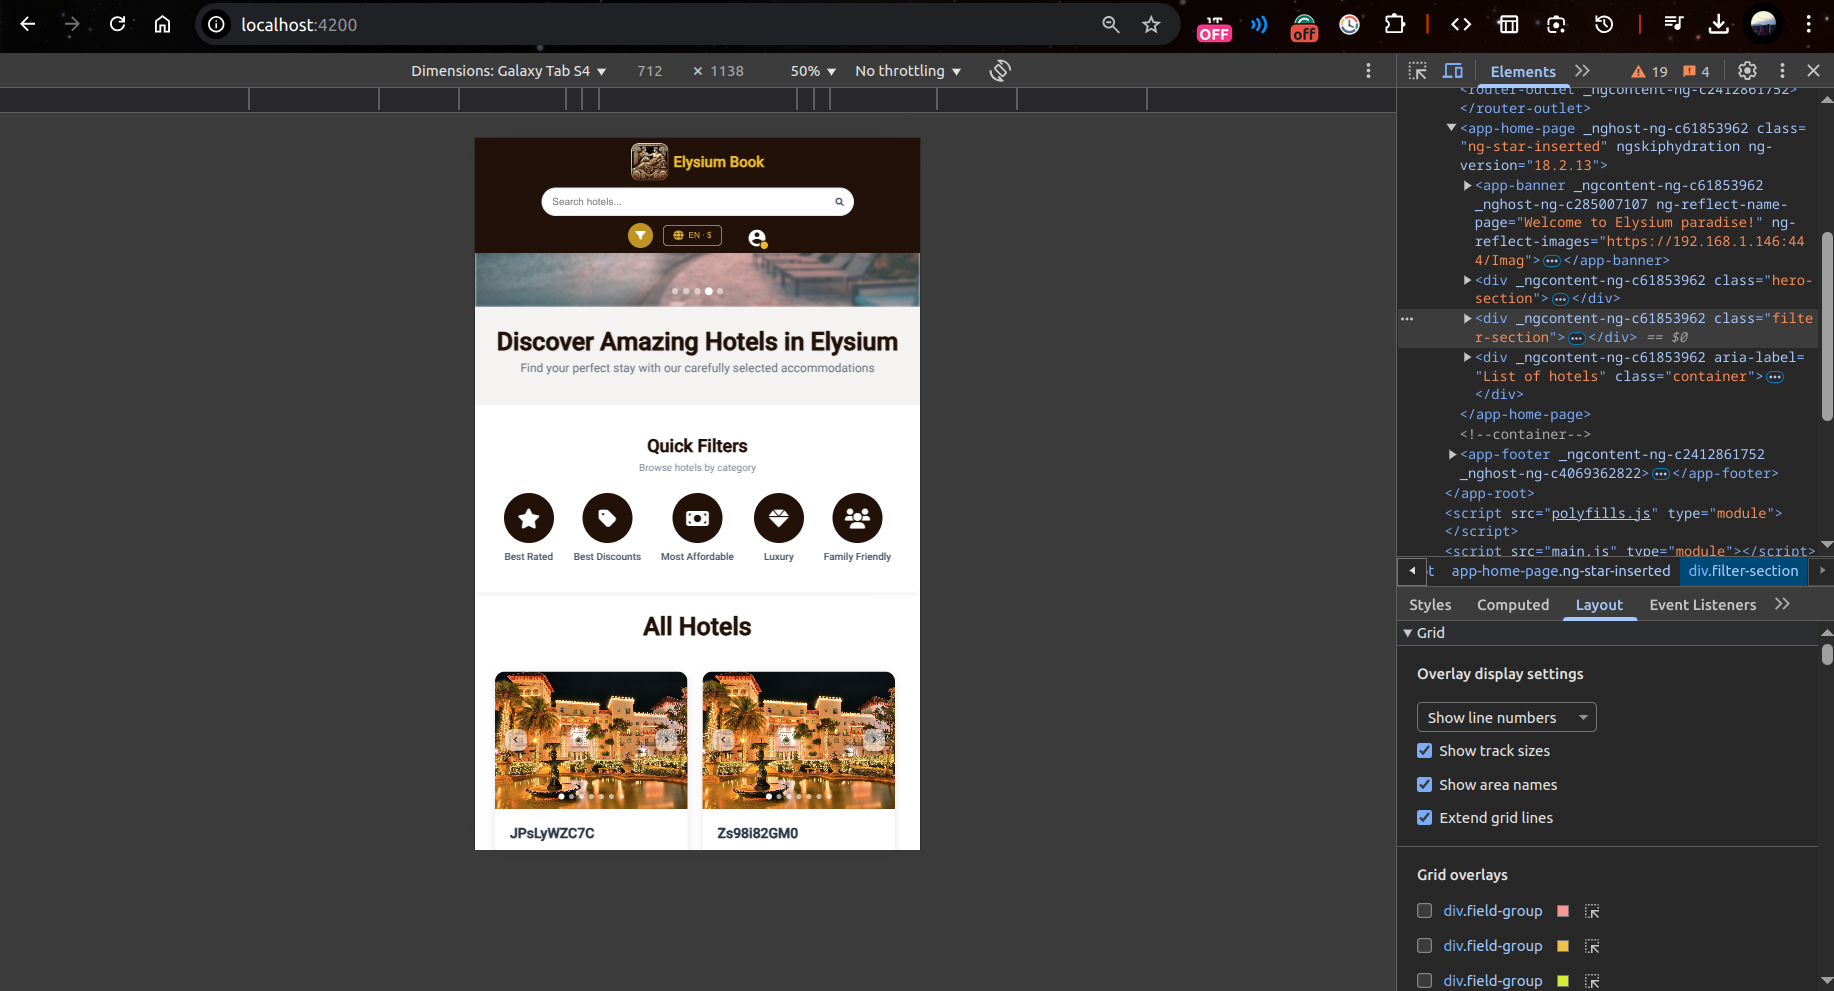 localhost:4200
JT
OFF
off
Dimensions: Galaxy Tab S4 ▼ 712 × 1138 50% ▼ No throttling ▼
Elements 19 4
<router-outlet _ngcontent-ng-c2412861752>
</router-outlet>
<app-home-page _nghost-ng-c61853962 class=
"ng-star-inserted" ngskiphydration ng-
version="18.2.13">
<app-banner _ngcontent-ng-c61853962
_nghost-ng-c285007107 ng-reflect-name-
page="Welcome to Elysium paradise!" ng-
reflect-images="https://192.168.1.146:44
4/Imag">…</app-banner>
<div _ngcontent-ng-c61853962 class="hero-
section">…</div>
<div _ngcontent-ng-c61853962 class="filte
r-section">…</div> == $0
<div _ngcontent-ng-c61853962 aria-label=
"List of hotels" class="container">…
</div>
</app-home-page>
<!--container-->
<app-footer _ngcontent-ng-c2412861752
_nghost-ng-c4069362822>…</app-footer>
</app-root>
<script src="polyfills.js" type="module">
</script>
<script src="main.js" type="module"></script>
t app-home-page.ng-star-inserted div.filter-section
Styles Computed Layout Event Listeners
Grid
Overlay display settings
Show line numbers
Show track sizes
Show area names
Extend grid lines
Grid overlays
div.field-group
div.field-group
div.field-group
Elysium Book
Search hotels...
EN · $
Discover Amazing Hotels in Elysium
Find your perfect stay with our carefully selected accommodations
Quick Filters
Browse hotels by category
Best Rated Best Discounts Most Affordable Luxury Family Friendly
All Hotels
JPsLyWZC7C Zs98i82GM0